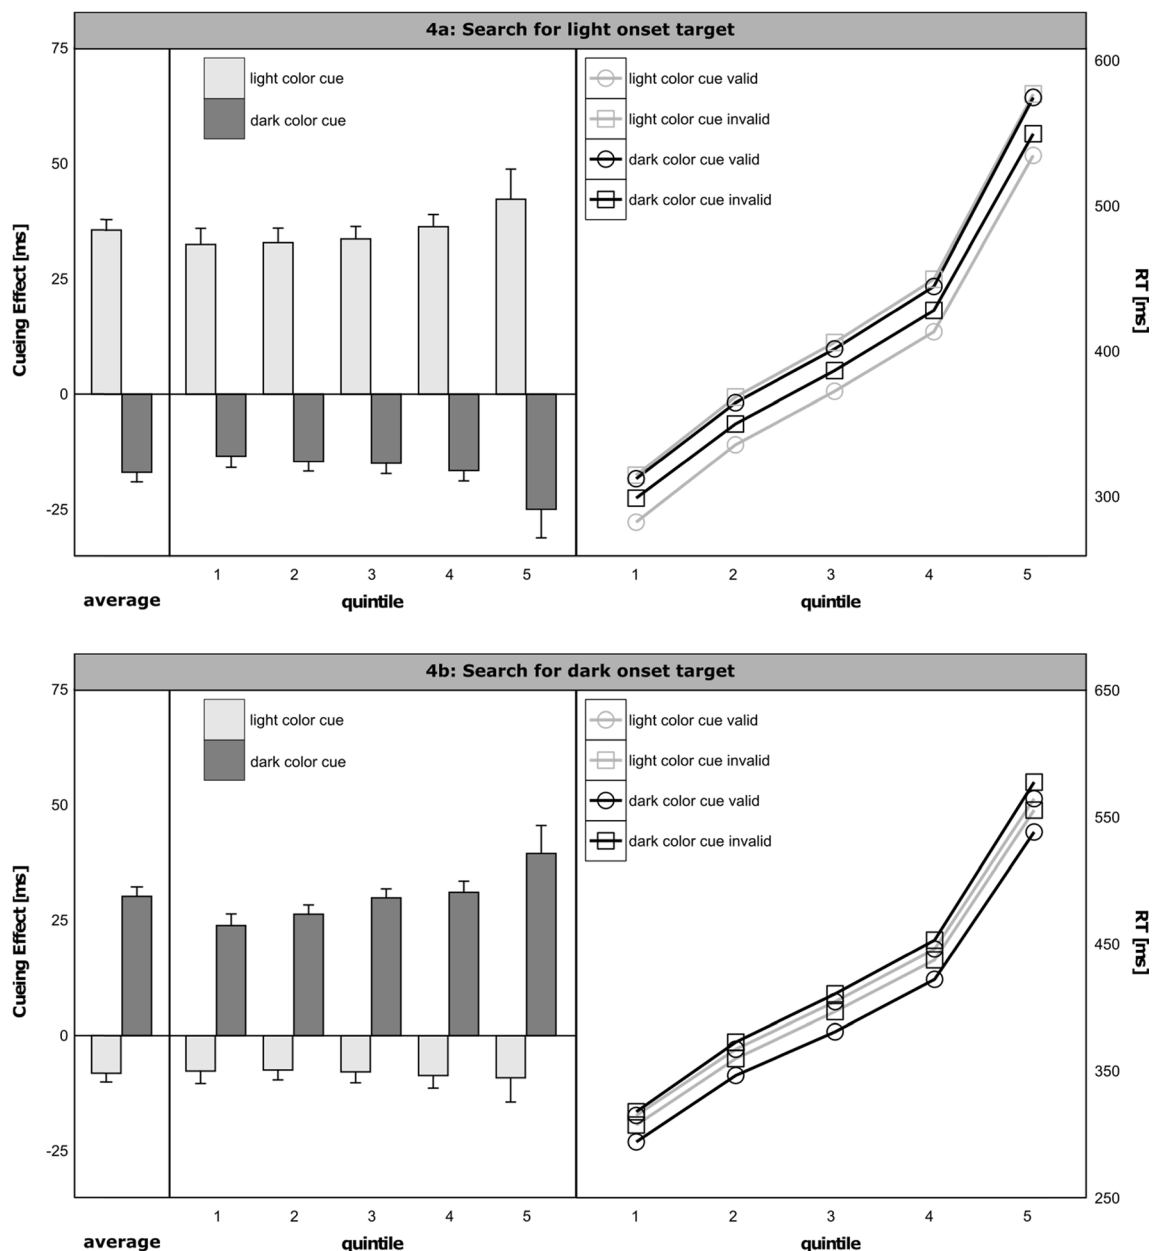 4a: Search for light onset target
75
50
25
0
-25
Cueing Effect [ms]
light color cue
dark color cue
light color cue valid
light color cue invalid
dark color cue valid
dark color cue invalid
600
500
400
300
RT [ms]
1 2 3 4 5
1 2 3 4 5
average quintile quintile
4b: Search for dark onset target
75
50
25
0
-25
Cueing Effect [ms]
light color cue
dark color cue
light color cue valid
light color cue invalid
dark color cue valid
dark color cue invalid
650
550
450
350
250
RT [ms]
1 2 3 4 5
1 2 3 4 5
average quintile quintile